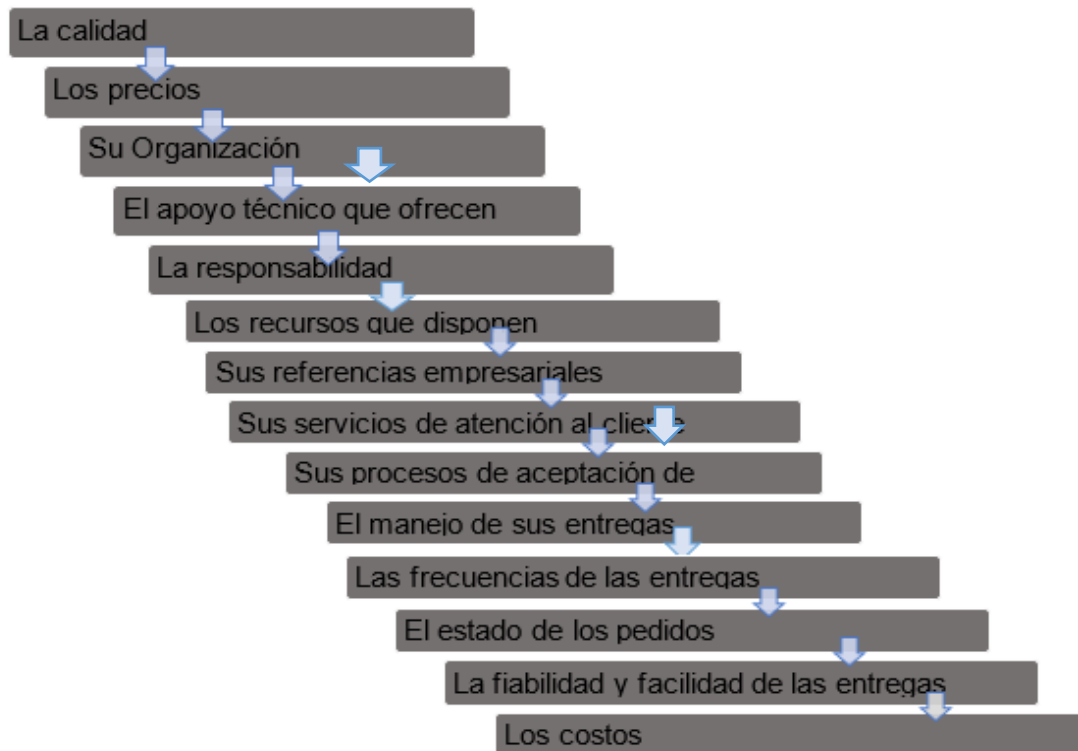 La calidad
Los precios
Su Organización
El apoyo técnico que ofrecen
La responsabilidad
Los recursos que disponen
Sus referencias empresariales
Sus servicios de atención al cliente
Sus procesos de aceptación de
El manejo de sus entregas
Las frecuencias de las entregas
El estado de los pedidos
La fiabilidad y facilidad de las entregas
Los costos